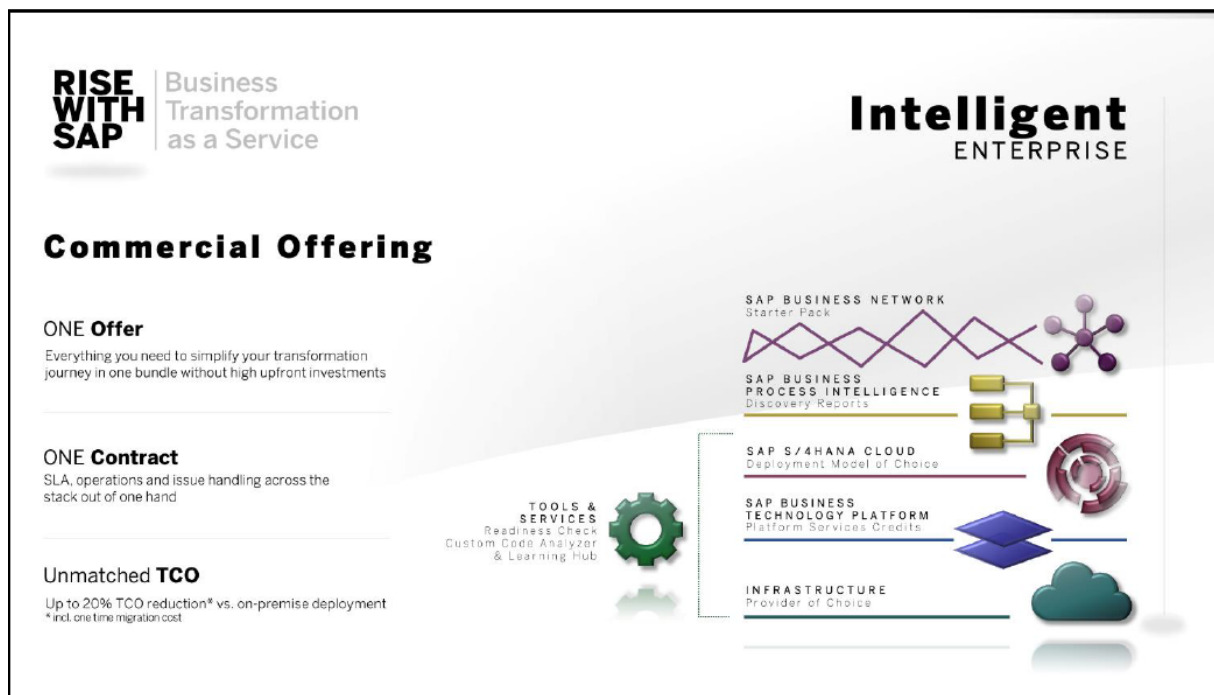 RISE
WITH
SAP
Business
Transformation
as a Service
Intelligent
ENTERPRISE
Commercial Offering
ONE Offer
Everything you need to simplify your transformation
journey in one bundle without high upfront investments
ONE Contract
SLA, operations and issue handling across the
stack out of one hand
Unmatched TCO
Up to 20% TCO reduction* vs. on-premise deployment
* incl. one time migration cost
TOOLS &
SERVICES
Readiness Check
Custom Code Analyzer
& Learning Hub
SAP BUSINESS NETWORK
Starter Pack
SAP BUSINESS
PROCESS INTELLIGENCE
Discovery Reports
SAP S/4HANA CLOUD
Deployment Model of Choice
SAP BUSINESS
TECHNOLOGY PLATFORM
Platform Services Credits
INFRASTRUCTURE
Provider of Choice